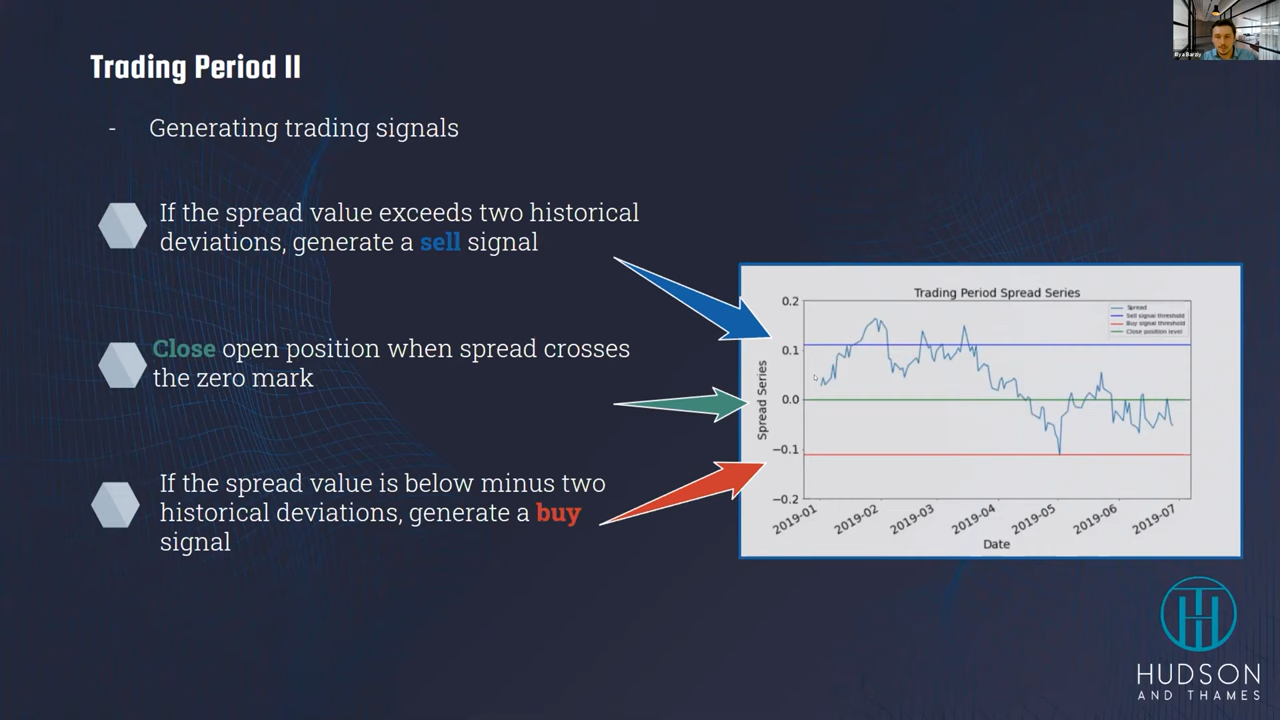 Ilya Barziy
Trading Period II
- Generating trading signals
If the spread value exceeds two historical
deviations, generate a sell signal
Close open position when spread crosses
the zero mark
If the spread value is below minus two
historical deviations, generate a buy
signal
Trading Period Spread Series
Spread
Sell signal threshold
Buy signal threshold
Close position level
Spread Series
0.2
0.1
0.0
−0.1
−0.2
2019-01
2019-02
2019-03
2019-04
2019-05
2019-06
2019-07
Date
HUDSON
AND THAMES